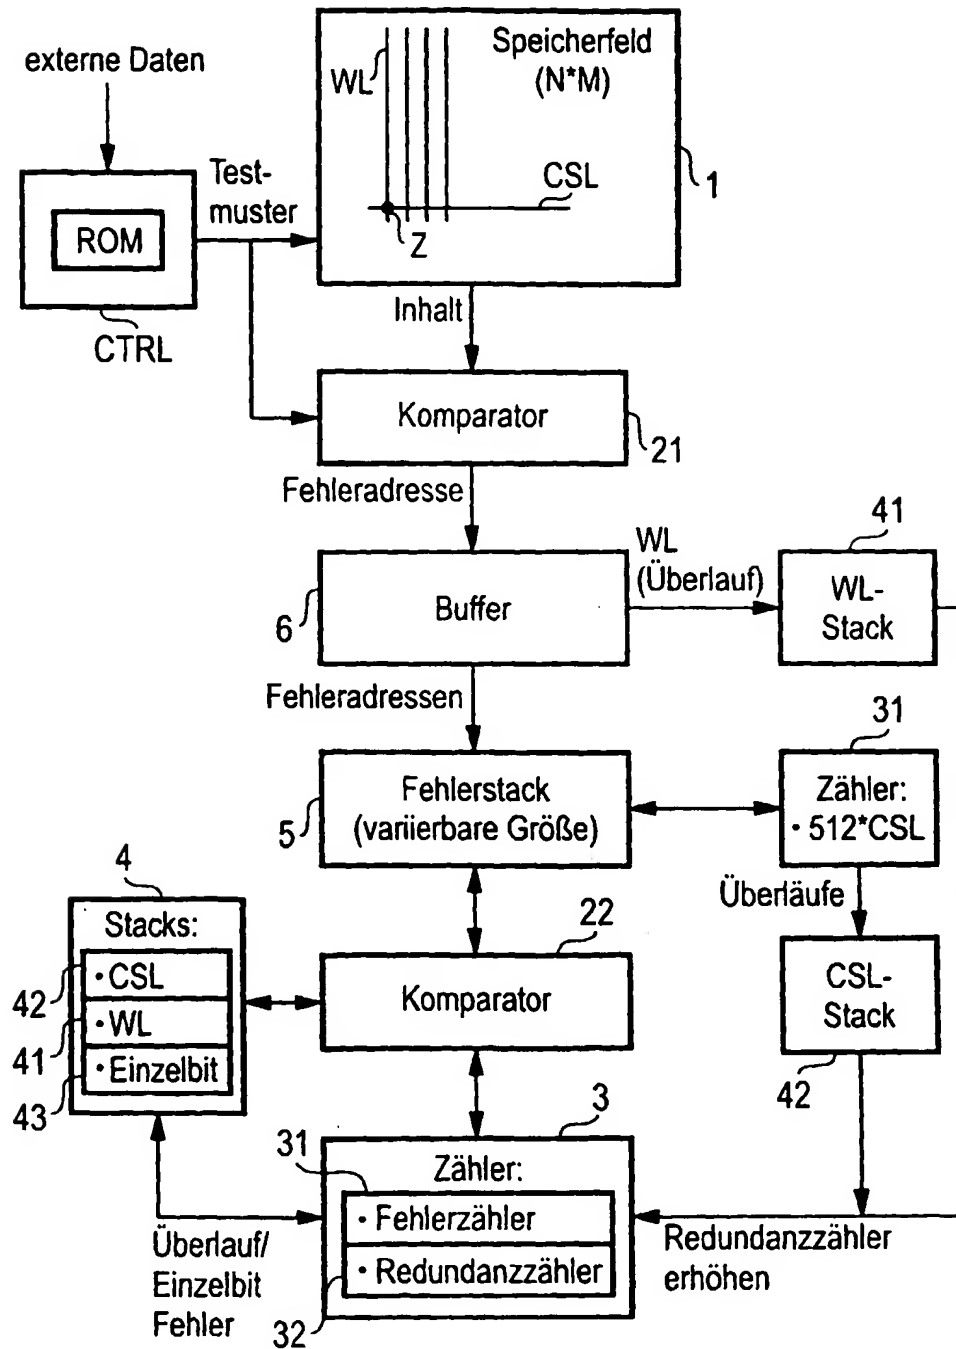 externe Daten
Speicherfeld
(N*M)
WL
CSL
Z
1
Test-
muster
ROM
CTRL
Inhalt
Komparator
21
Fehleradresse
WL
(Überlauf)
41
WL-
Stack
Buffer
6
Fehleradressen
31
Fehlerstack
(variierbare Größe)
5
Zähler:
• 512*CSL
Überläufe
4
Stacks:
• CSL
• WL
• Einzelbit
42
41
43
22
Komparator
CSL-
Stack
42
3
31
Zähler:
• Fehlerzähler
• Redundanzzähler
32
Überlauf/
Einzelbit
Fehler
Redundanzzähler
erhöhen